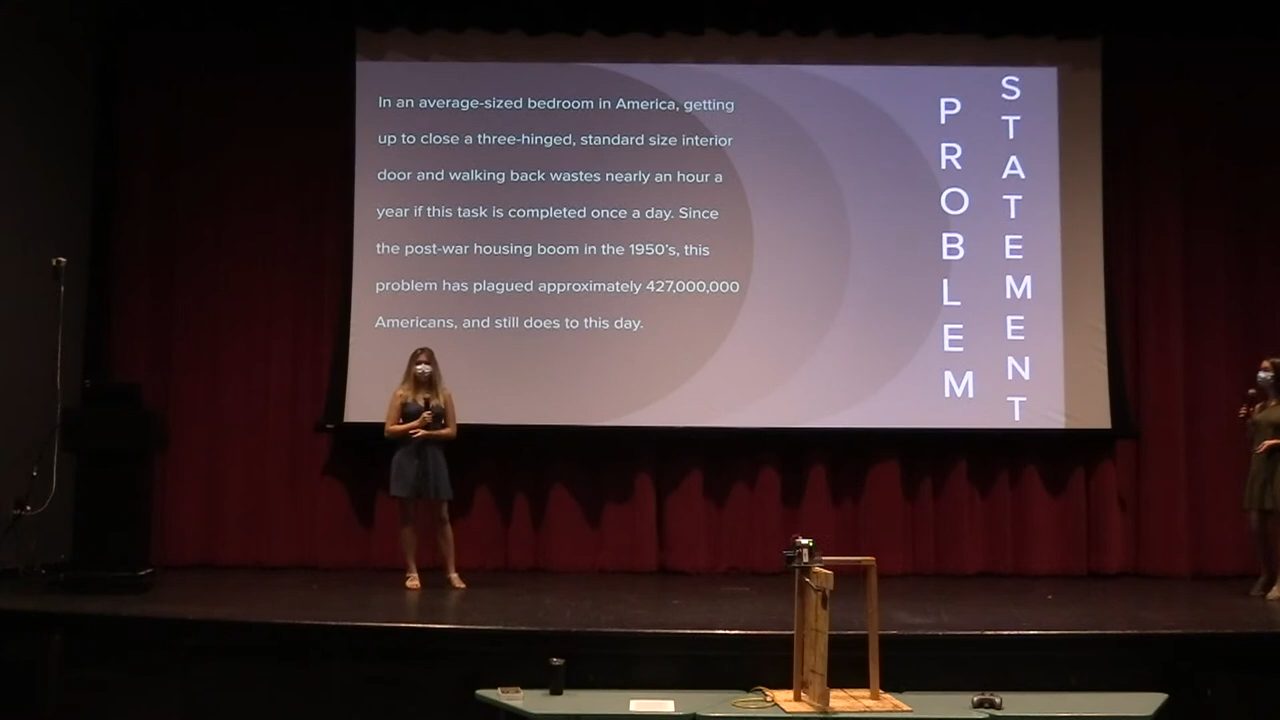 In an average-sized bedroom in America, getting
up to close a three-hinged, standard size interior
door and walking back wastes nearly an hour a
year if this task is completed once a day. Since
the post-war housing boom in the 1950's, this
problem has plagued approximately 427,000,000
Americans, and still does to this day.
PROBLEM
STATEMENT